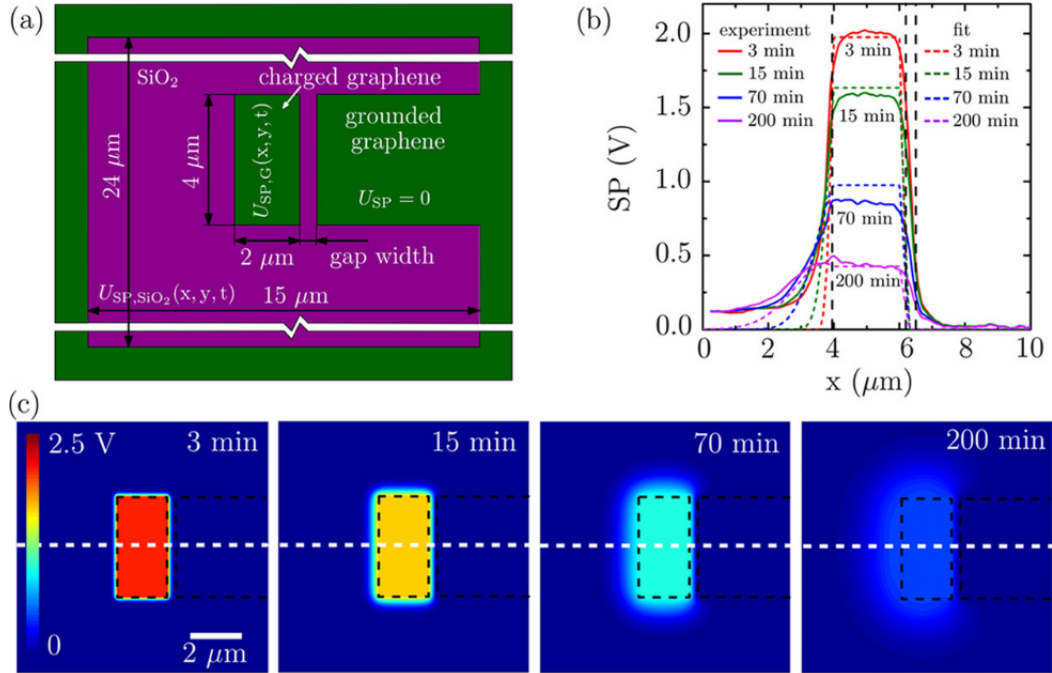 (a)
SiO₂
charged graphene
grounded
graphene
24 μm
4 μm
U_SP,G(x, y, t)
U_SP = 0
2 μm
gap width
U_SP,SiO₂(x, y, t)
15 μm
(b)
experiment
fit
3 min
3 min
15 min
15 min
70 min
70 min
200 min
200 min
3 min
15 min
70 min
200 min
SP (V)
2.0
1.5
1.0
0.5
0.0
0 2 4 6 8 10
x (μm)
(c)
2.5 V
3 min
15 min
70 min
200 min
0
2 μm